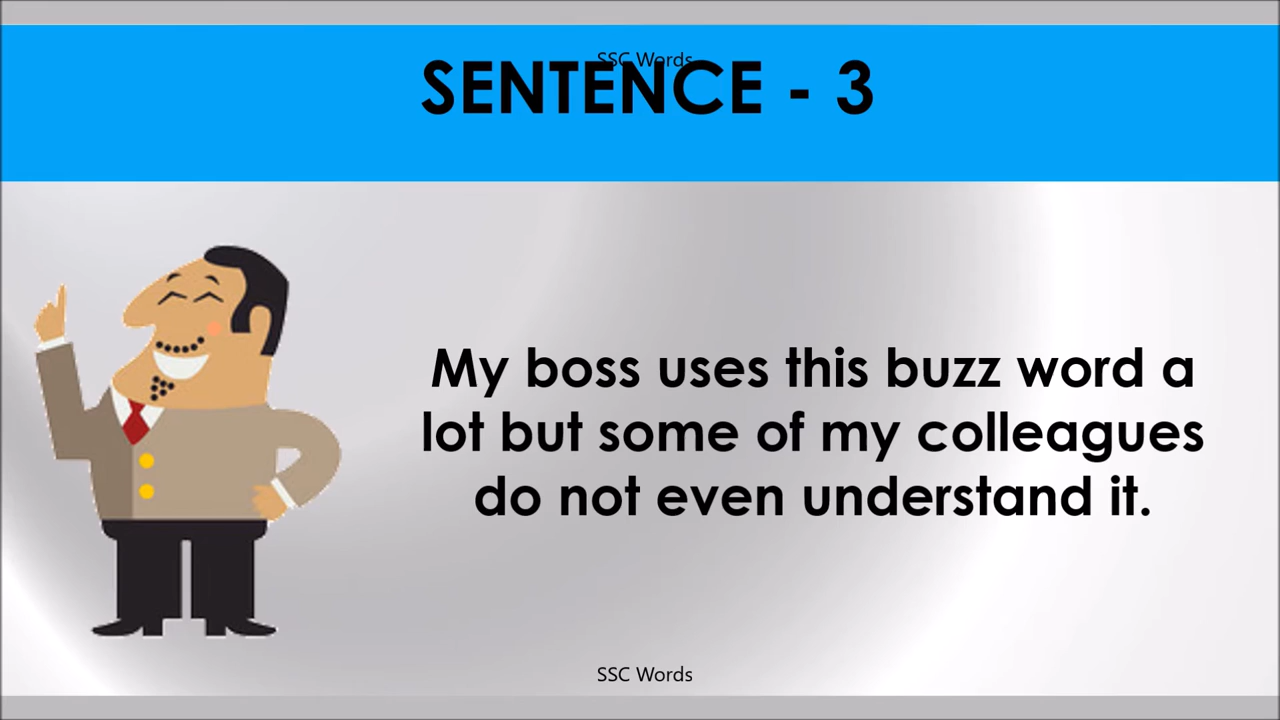 SSC Words
SENTENCE - 3
My boss uses this buzz word a
lot but some of my colleagues
do not even understand it.
SSC Words